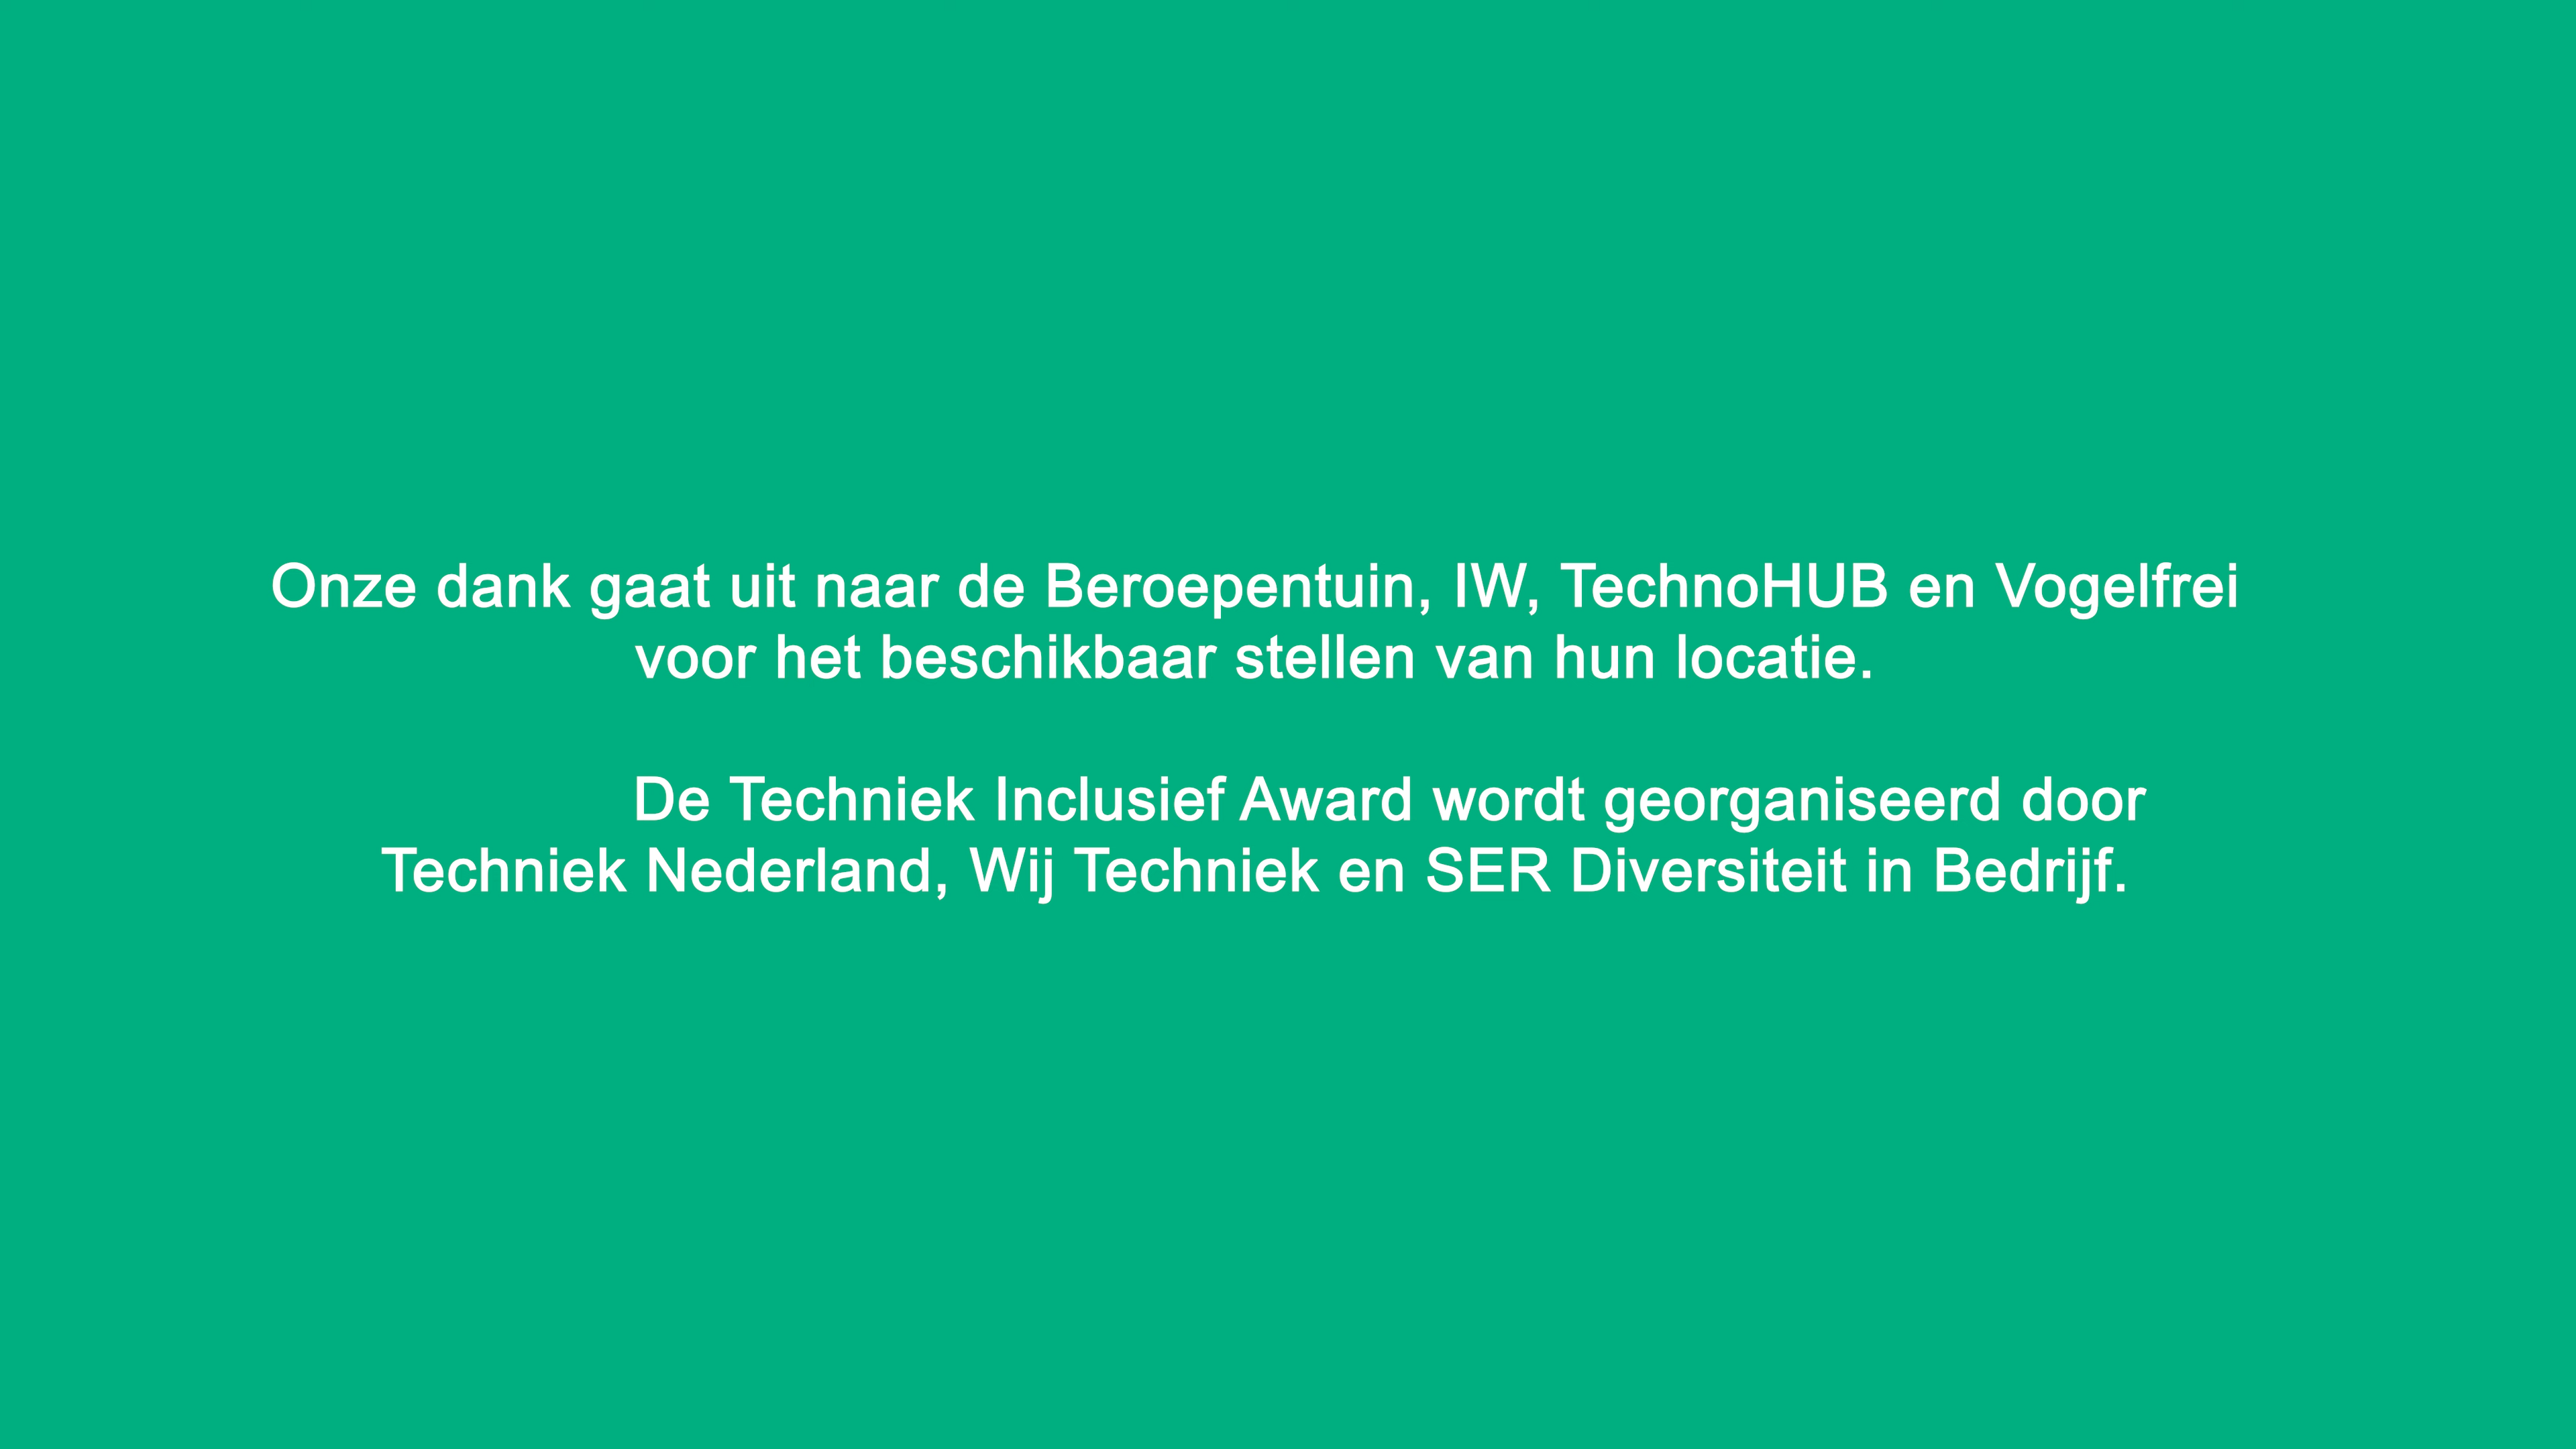 Onze dank gaat uit naar de Beroepentuin, IW, TechnoHUB en Vogelfrei
voor het beschikbaar stellen van hun locatie.
De Techniek Inclusief Award wordt georganiseerd door
Techniek Nederland, Wij Techniek en SER Diversiteit in Bedrijf.